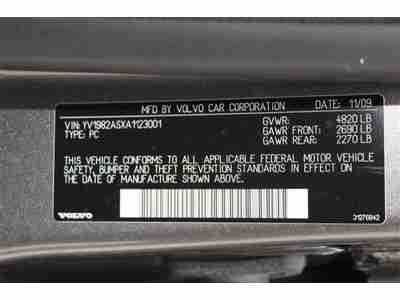 MFD. BY VOLVO CAR CORPORATION DATE: 11/09
VIN: YV1982ASXA1123001 GVWR: 4820 LB
TYPE: PC GAWR FRONT: 2690 LB
GAWR REAR: 2270 LB
THIS VEHICLE CONFORMS TO ALL APPLICABLE FEDERAL MOTOR VEHICLE
SAFETY, BUMPER AND THEFT PREVENTION STANDARDS IN EFFECT ON
THE DATE OF MANUFACTURE SHOWN ABOVE.
VOLVO 31276842